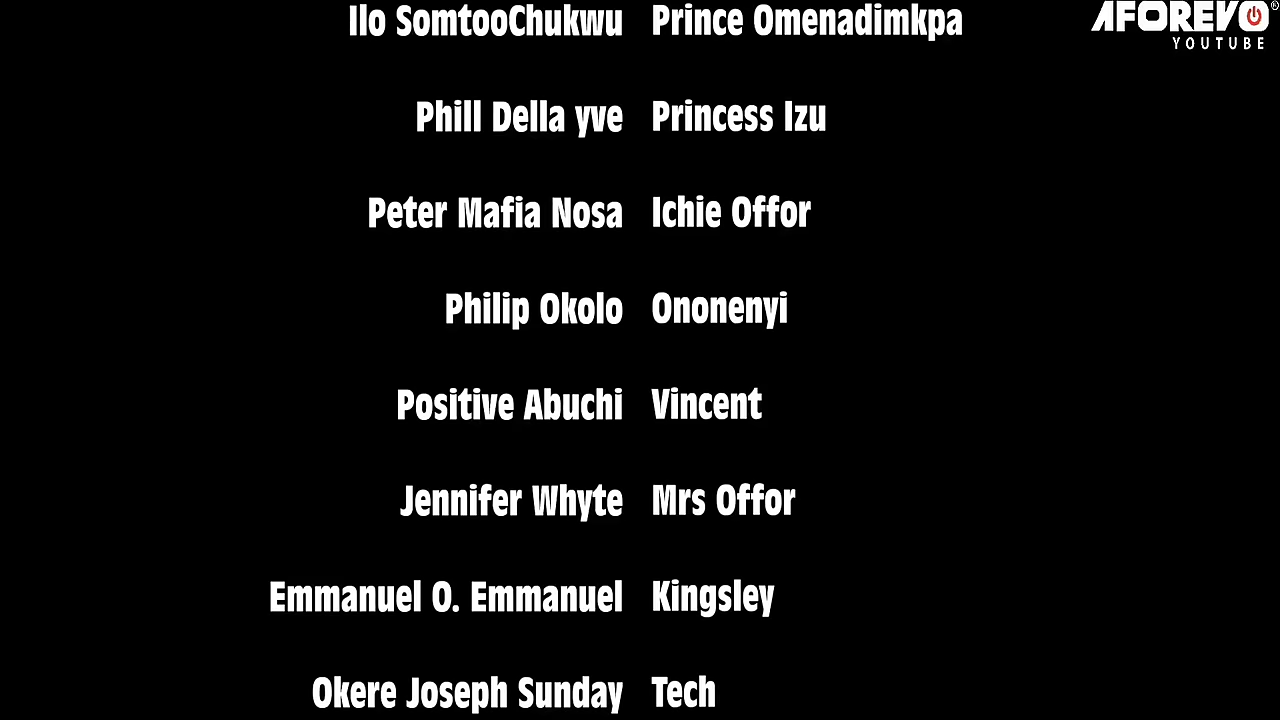 Ilo SomtooChukwu Prince Omenadimkpa
AFOREVO®
YOUTUBE
Phill Della yve Princess Izu
Peter Mafia Nosa Ichie Offor
Philip Okolo Ononenyi
Positive Abuchi Vincent
Jennifer Whyte Mrs Offor
Emmanuel O. Emmanuel Kingsley
Okere Joseph Sunday Tech